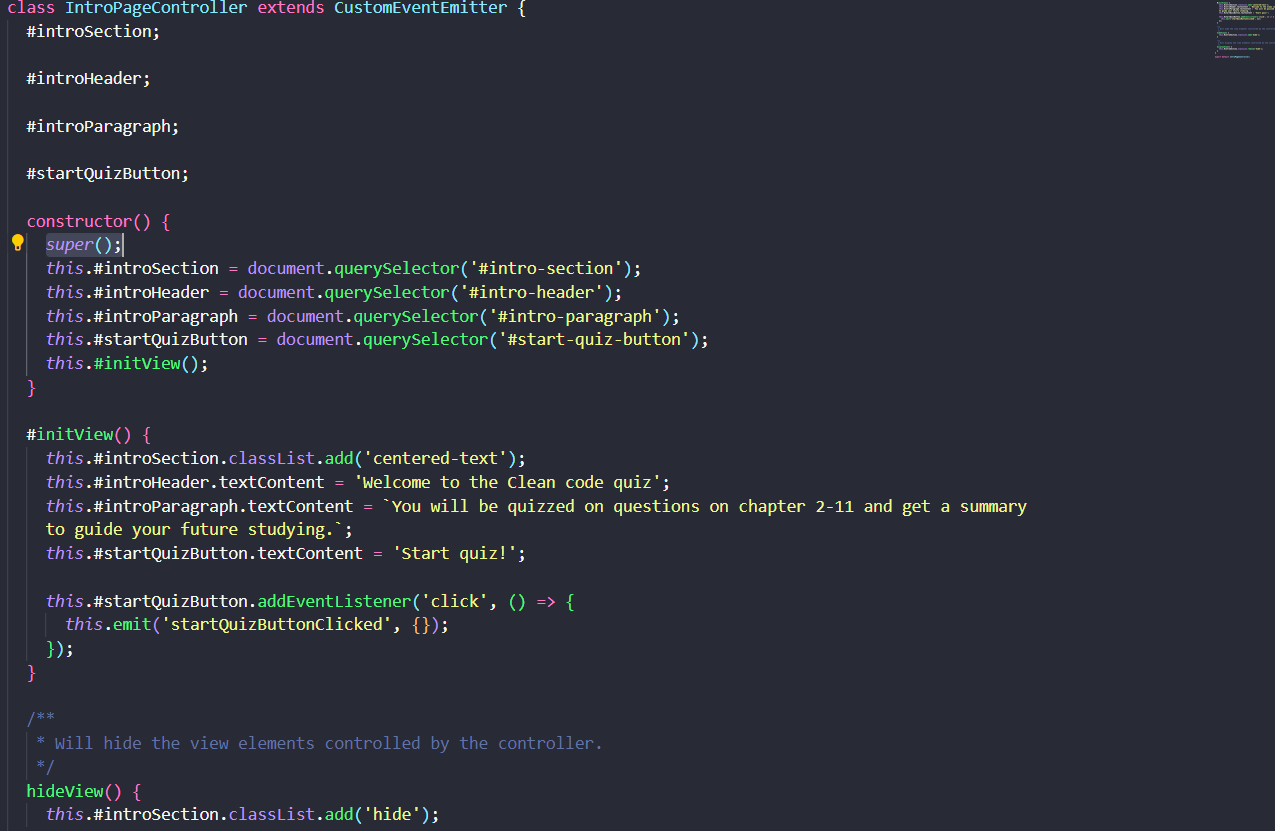 class IntroPageController extends CustomEventEmitter {
#introSection;
#introHeader;
#introParagraph;
#startQuizButton;
constructor() {
super();
this.#introSection = document.querySelector('#intro-section');
this.#introHeader = document.querySelector('#intro-header');
this.#introParagraph = document.querySelector('#intro-paragraph');
this.#startQuizButton = document.querySelector('#start-quiz-button');
this.#initView();
}
#initView() {
this.#introSection.classList.add('centered-text');
this.#introHeader.textContent = 'Welcome to the Clean code quiz';
this.#introParagraph.textContent = `You will be quizzed on questions on chapter 2-11 and get a summary
to guide your future studying.`;
this.#startQuizButton.textContent = 'Start quiz!';
this.#startQuizButton.addEventListener('click', () => {
this.emit('startQuizButtonClicked', {});
});
}
/**
* Will hide the view elements controlled by the controller.
*/
hideView() {
this.#introSection.classList.add('hide');